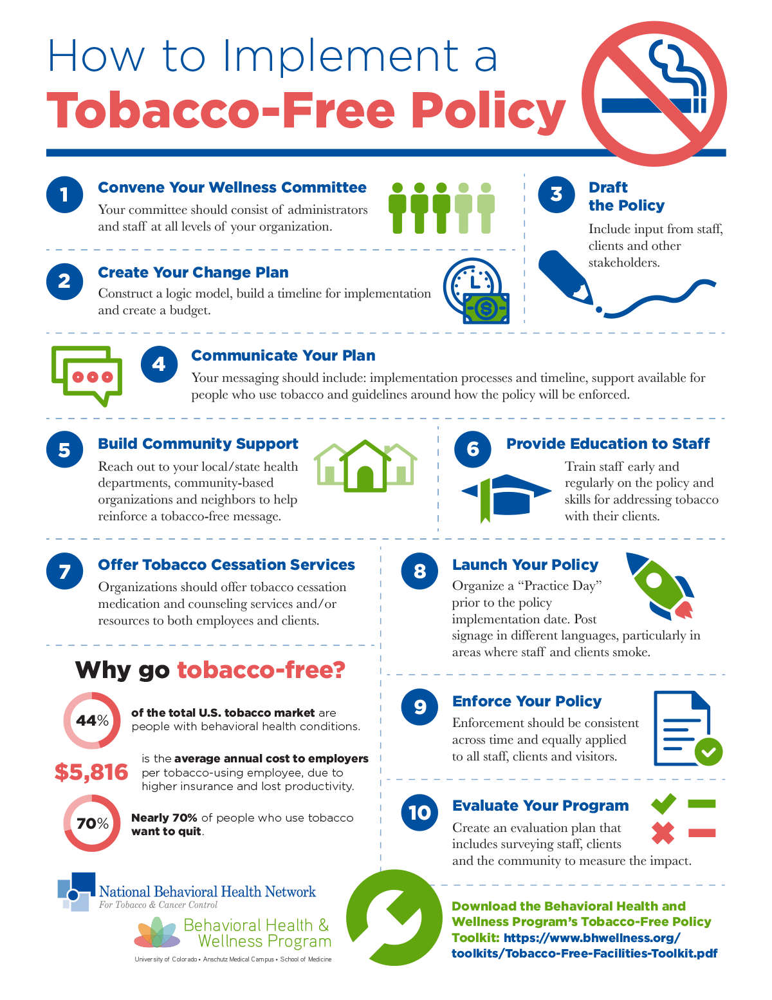 How to Implement a
Tobacco-Free Policy
1
Convene Your Wellness Committee
Your committee should consist of administrators
and staff at all levels of your organization.
2
Create Your Change Plan
Construct a logic model, build a timeline for implementation
and create a budget.
$
3
Draft
the Policy
Include input from staff,
clients and other
stakeholders.
4
Communicate Your Plan
Your messaging should include: implementation processes and timeline, support available for
people who use tobacco and guidelines around how the policy will be enforced.
5
Build Community Support
Reach out to your local/state health
departments, community-based
organizations and neighbors to help
reinforce a tobacco-free message.
6
Provide Education to Staff
Train staff early and
regularly on the policy and
skills for addressing tobacco
with their clients.
7
Offer Tobacco Cessation Services
Organizations should offer tobacco cessation
medication and counseling services and/or
resources to both employees and clients.
8
Launch Your Policy
Organize a “Practice Day”
prior to the policy
implementation date. Post
signage in different languages, particularly in
areas where staff and clients smoke.
9
Enforce Your Policy
Enforcement should be consistent
across time and equally applied
to all staff, clients and visitors.
10
Evaluate Your Program
Create an evaluation plan that
includes surveying staff, clients
and the community to measure the impact.
Why go tobacco-free?
44%
of the total U.S. tobacco market are
people with behavioral health conditions.
$5,816
is the average annual cost to employers
per tobacco-using employee, due to
higher insurance and lost productivity.
70%
Nearly 70% of people who use tobacco
want to quit.
National Behavioral Health Network
For Tobacco & Cancer Control
Behavioral Health &
Wellness Program
University of Colorado • Anschutz Medical Campus • School of Medicine
Download the Behavioral Health and
Wellness Program’s Tobacco-Free Policy
Toolkit: https://www.bhwellness.org/
toolkits/Tobacco-Free-Facilities-Toolkit.pdf